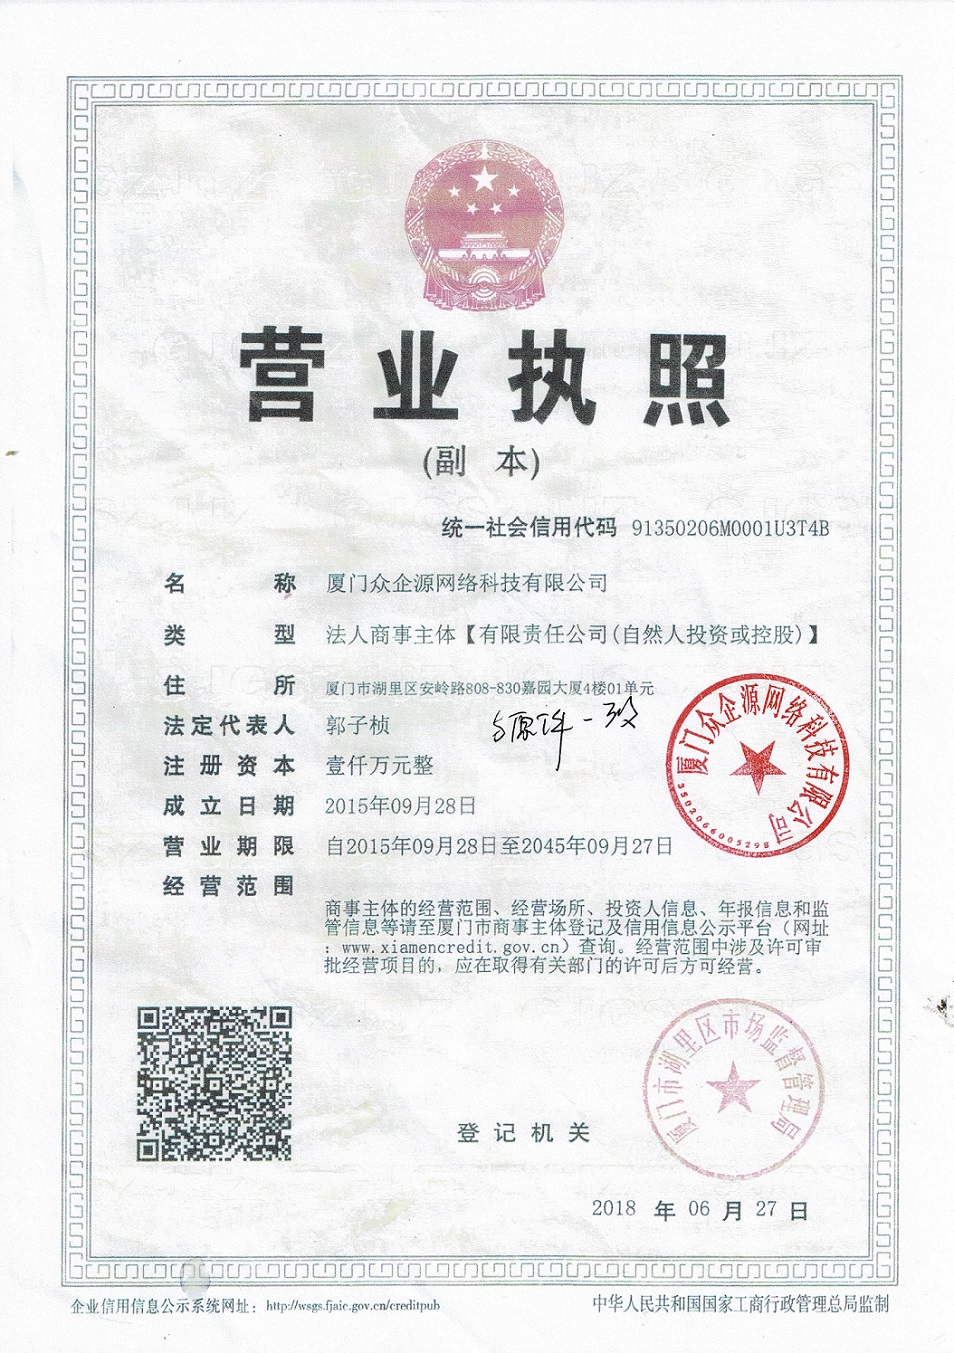 营业执照
(副 本)
统一社会信用代码 91350206M0001U3T4B
名 称 厦门众企源网络科技有限公司
类 型 法人商事主体【有限责任公司(自然人投资或控股)】
住 所 厦门市湖里区安岭路808-830嘉园大厦4楼01单元
法定代表人 郭子桢
与原件一致
注 册 资 本 壹仟万元整
成 立 日 期 2015年09月28日
营 业 期 限 自2015年09月28日至2045年09月27日
经 营 范 围
商事主体的经营范围、经营场所、投资人信息、年报信息和监
管信息等请至厦门市商事主体登记及信用信息公示平台（网址
：www.xiamencredit.gov.cn）查询。经营范围中涉及许可审
批经营项目的，应在取得有关部门的许可后方可经营。
厦门众企源网络科技有限公司
3502066005298
厦门市湖里区市场监督管理局
登 记 机 关
2018 年 06 月 27 日
企业信用信息公示系统网址：http://wsgs.fjaic.gov.cn/creditpub
中华人民共和国国家工商行政管理总局监制